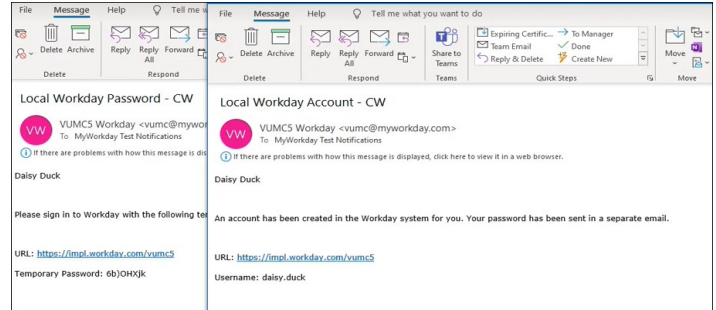 File Message Help Tell me w
Delete Archive Reply Reply All Forward
Delete Respond
Local Workday Password - CW
VW
VUMC5 Workday <vumc@mywor
To MyWorkday Test Notifications
If there are problems with how this message is dis
Daisy Duck
Please sign in to Workday with the following te
URL: https://impl.workday.com/vumc5
Temporary Password: 6b)OHXjk
File Message Help Tell me what you want to do
Delete Archive Reply Reply All Forward Share to Teams
Expiring Certific... To Manager
Team Email Done
Reply & Delete Create New
Move
Delete Respond Teams Quick Steps Move
Local Workday Account - CW
VW
VUMC5 Workday <vumc@myworkday.com>
To MyWorkday Test Notifications
If there are problems with how this message is displayed, click here to view it in a web browser.
Daisy Duck
An account has been created in the Workday system for you. Your password has been sent in a separate email.
URL: https://impl.workday.com/vumc5
Username: daisy.duck